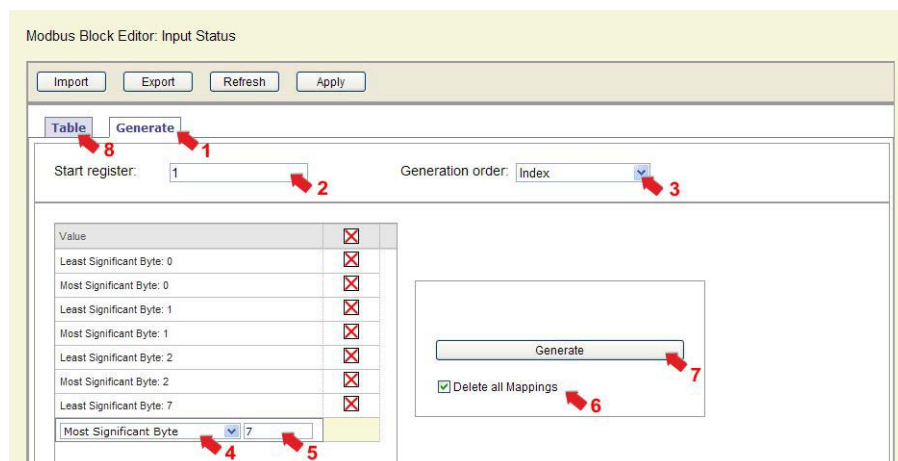 Modbus Block Editor: Input Status
Import Export Refresh Apply
Table Generate
8 1
Start register: 1 Generation order: Index
2 3
Value
Least Significant Byte: 0
Most Significant Byte: 0
Least Significant Byte: 1
Most Significant Byte: 1
Generate
Least Significant Byte: 2
7
Most Significant Byte: 2
Delete all Mappings
6
Least Significant Byte: 7
Most Significant Byte 7
4 5